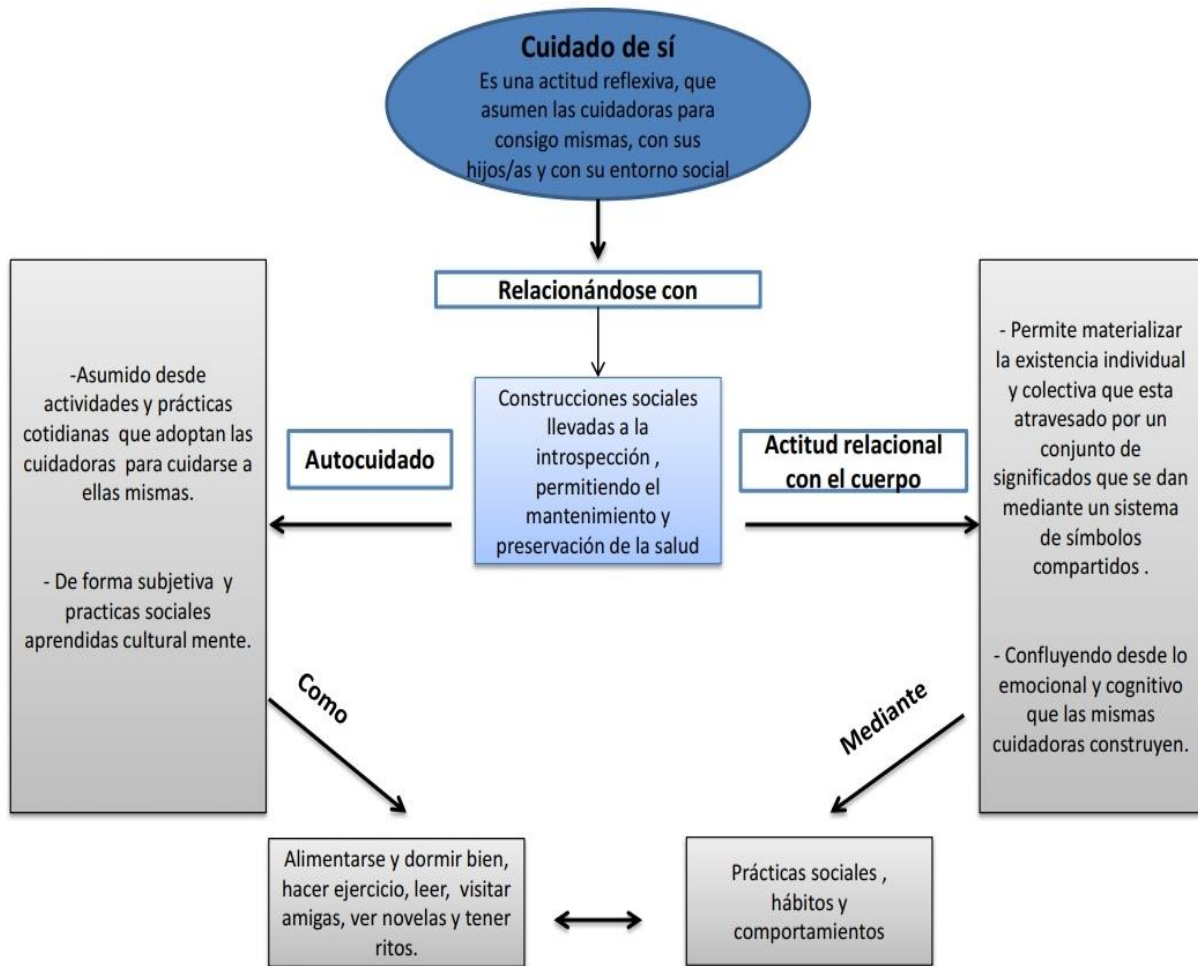 Cuidado de sí
Es una actitud reflexiva, que
asumen las cuidadoras para
consigo mismas, con sus
hijos/as y con su entorno social
Relacionándose con
Construcciones sociales
llevadas a la
introspección ,
permitiendo el
mantenimiento y
preservación de la salud
Autocuidado
-Asumido desde
actividades y prácticas
cotidianas que adoptan las
cuidadoras para cuidarse a
ellas mismas.
- De forma subjetiva y
practicas sociales
aprendidas cultural mente.
Actitud relacional
con el cuerpo
- Permite materializar
la existencia individual
y colectiva que esta
atravesado por un
conjunto de
significados que se dan
mediante un sistema
de símbolos
compartidos .
- Confluyendo desde lo
emocional y cognitivo
que las mismas
cuidadoras construyen.
Como
Mediante
Alimentarse y dormir bien,
hacer ejercicio, leer, visitar
amigas, ver novelas y tener
ritos.
Prácticas sociales ,
hábitos y
comportamientos